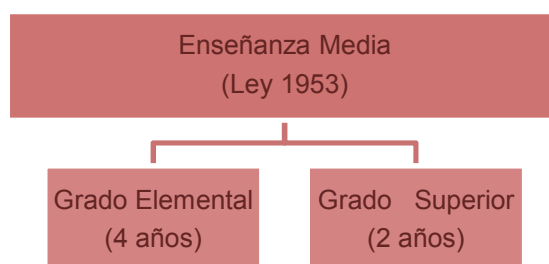 Enseñanza Media
(Ley 1953)
Grado Elemental
(4 años)
Grado Superior
(2 años)